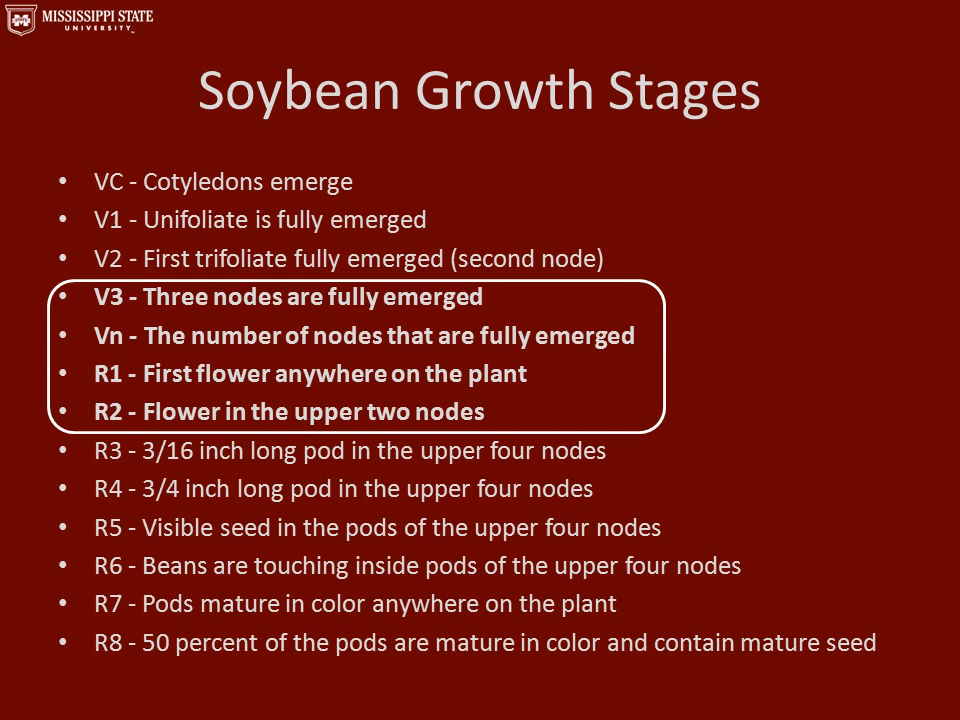 MISSISSIPPI STATE
UNIVERSITY™
Soybean Growth Stages
• VC - Cotyledons emerge
• V1 - Unifoliate is fully emerged
• V2 - First trifoliate fully emerged (second node)
• V3 - Three nodes are fully emerged
• Vn - The number of nodes that are fully emerged
• R1 - First flower anywhere on the plant
• R2 - Flower in the upper two nodes
• R3 - 3/16 inch long pod in the upper four nodes
• R4 - 3/4 inch long pod in the upper four nodes
• R5 - Visible seed in the pods of the upper four nodes
• R6 - Beans are touching inside pods of the upper four nodes
• R7 - Pods mature in color anywhere on the plant
• R8 - 50 percent of the pods are mature in color and contain mature seed